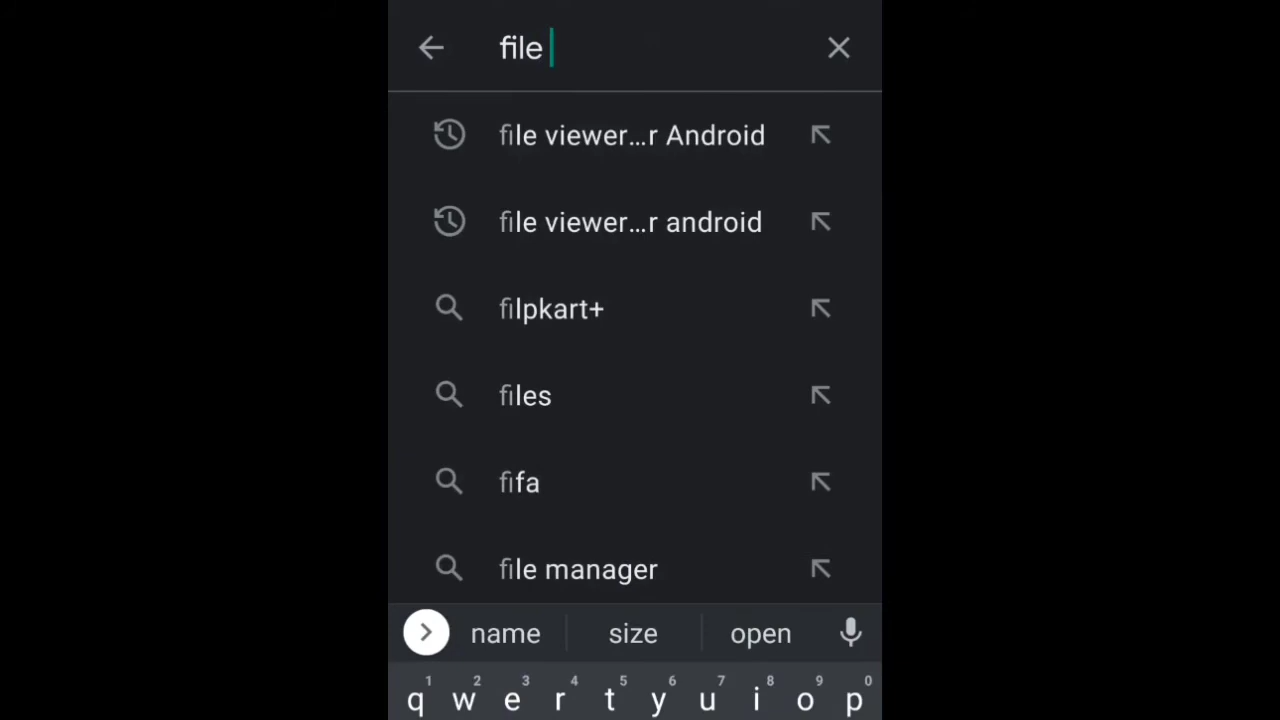 file
file viewer...r Android
file viewer...r android
filpkart+
files
fifa
file manager
name size open
1 2 3 4 5 6 7 8 9 0
q w e r t y u i o p